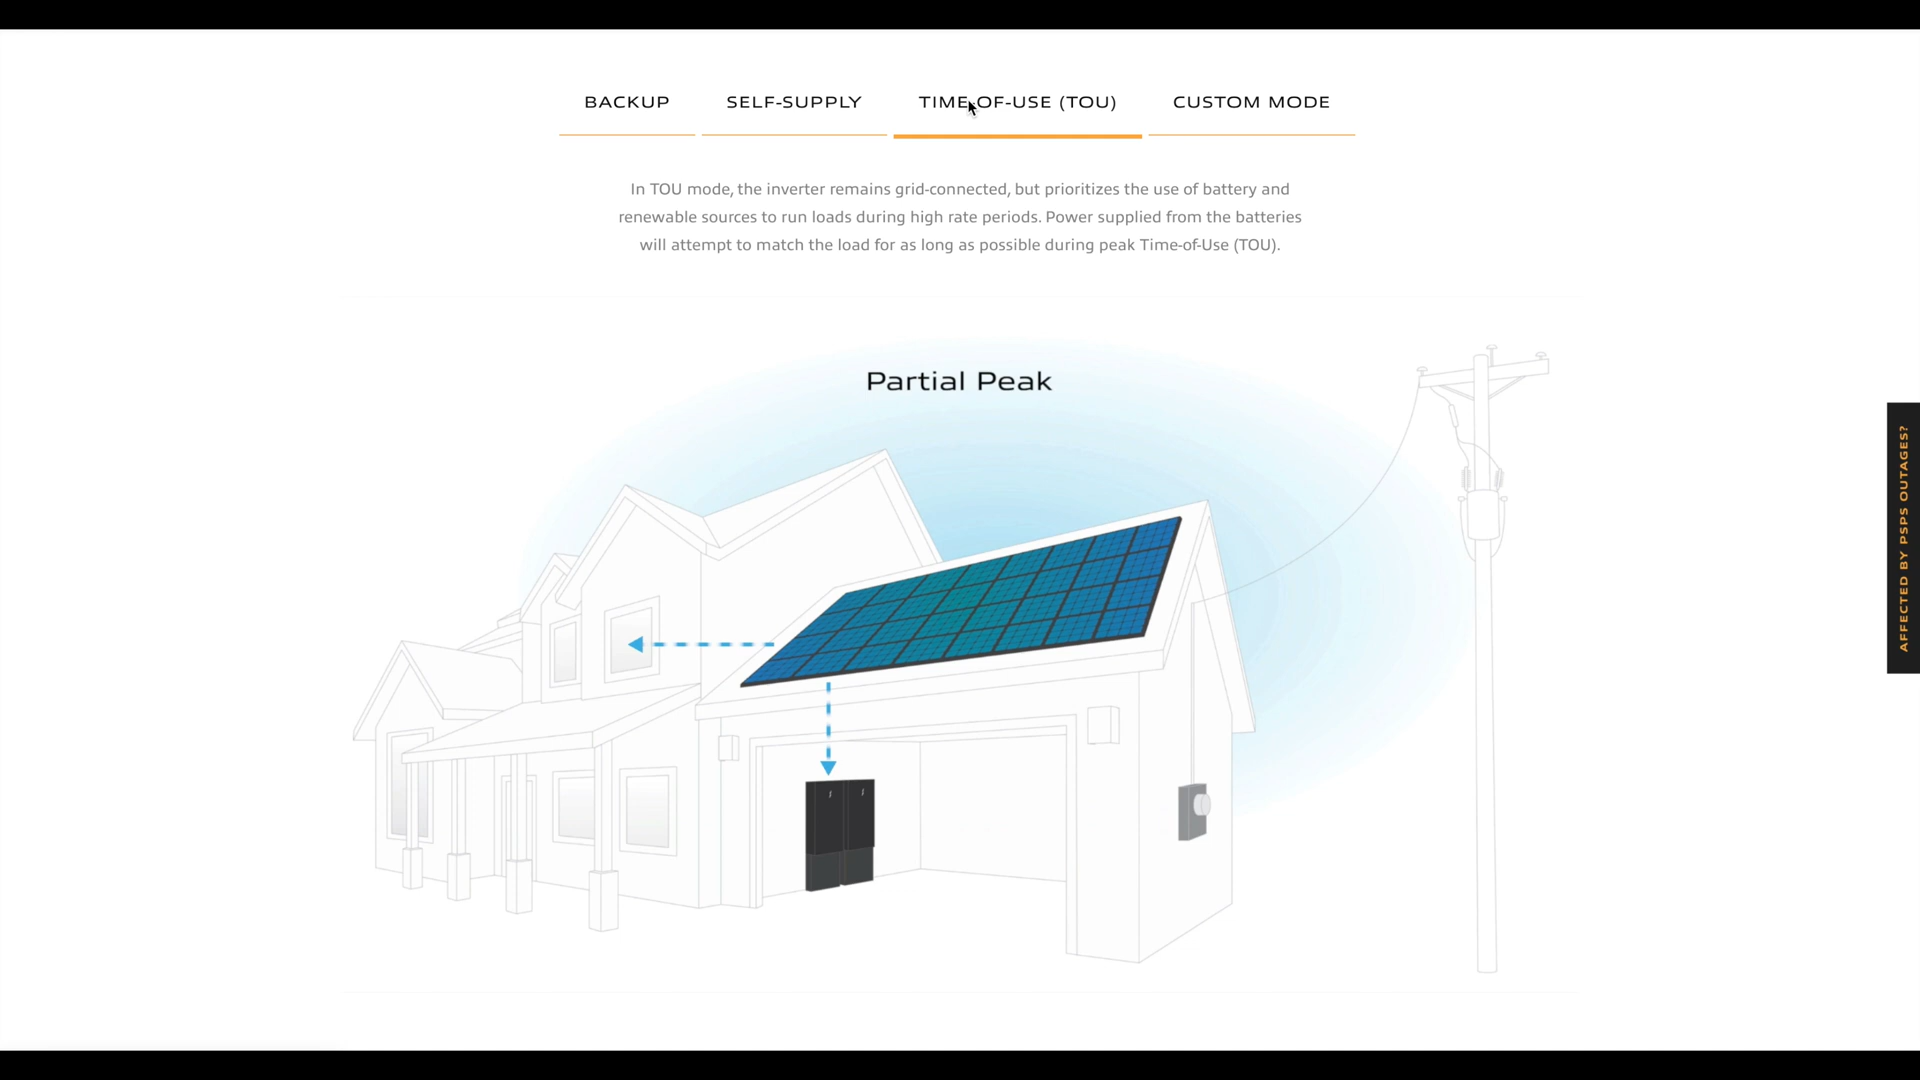 BACKUP
SELF-SUPPLY
TIME-OF-USE (TOU)
CUSTOM MODE
In TOU mode, the inverter remains grid-connected, but prioritizes the use of battery and
renewable sources to run loads during high rate periods. Power supplied from the batteries
will attempt to match the load for as long as possible during peak Time-of-Use (TOU).
Partial Peak
AFFECTED BY PSPS OUTAGES?